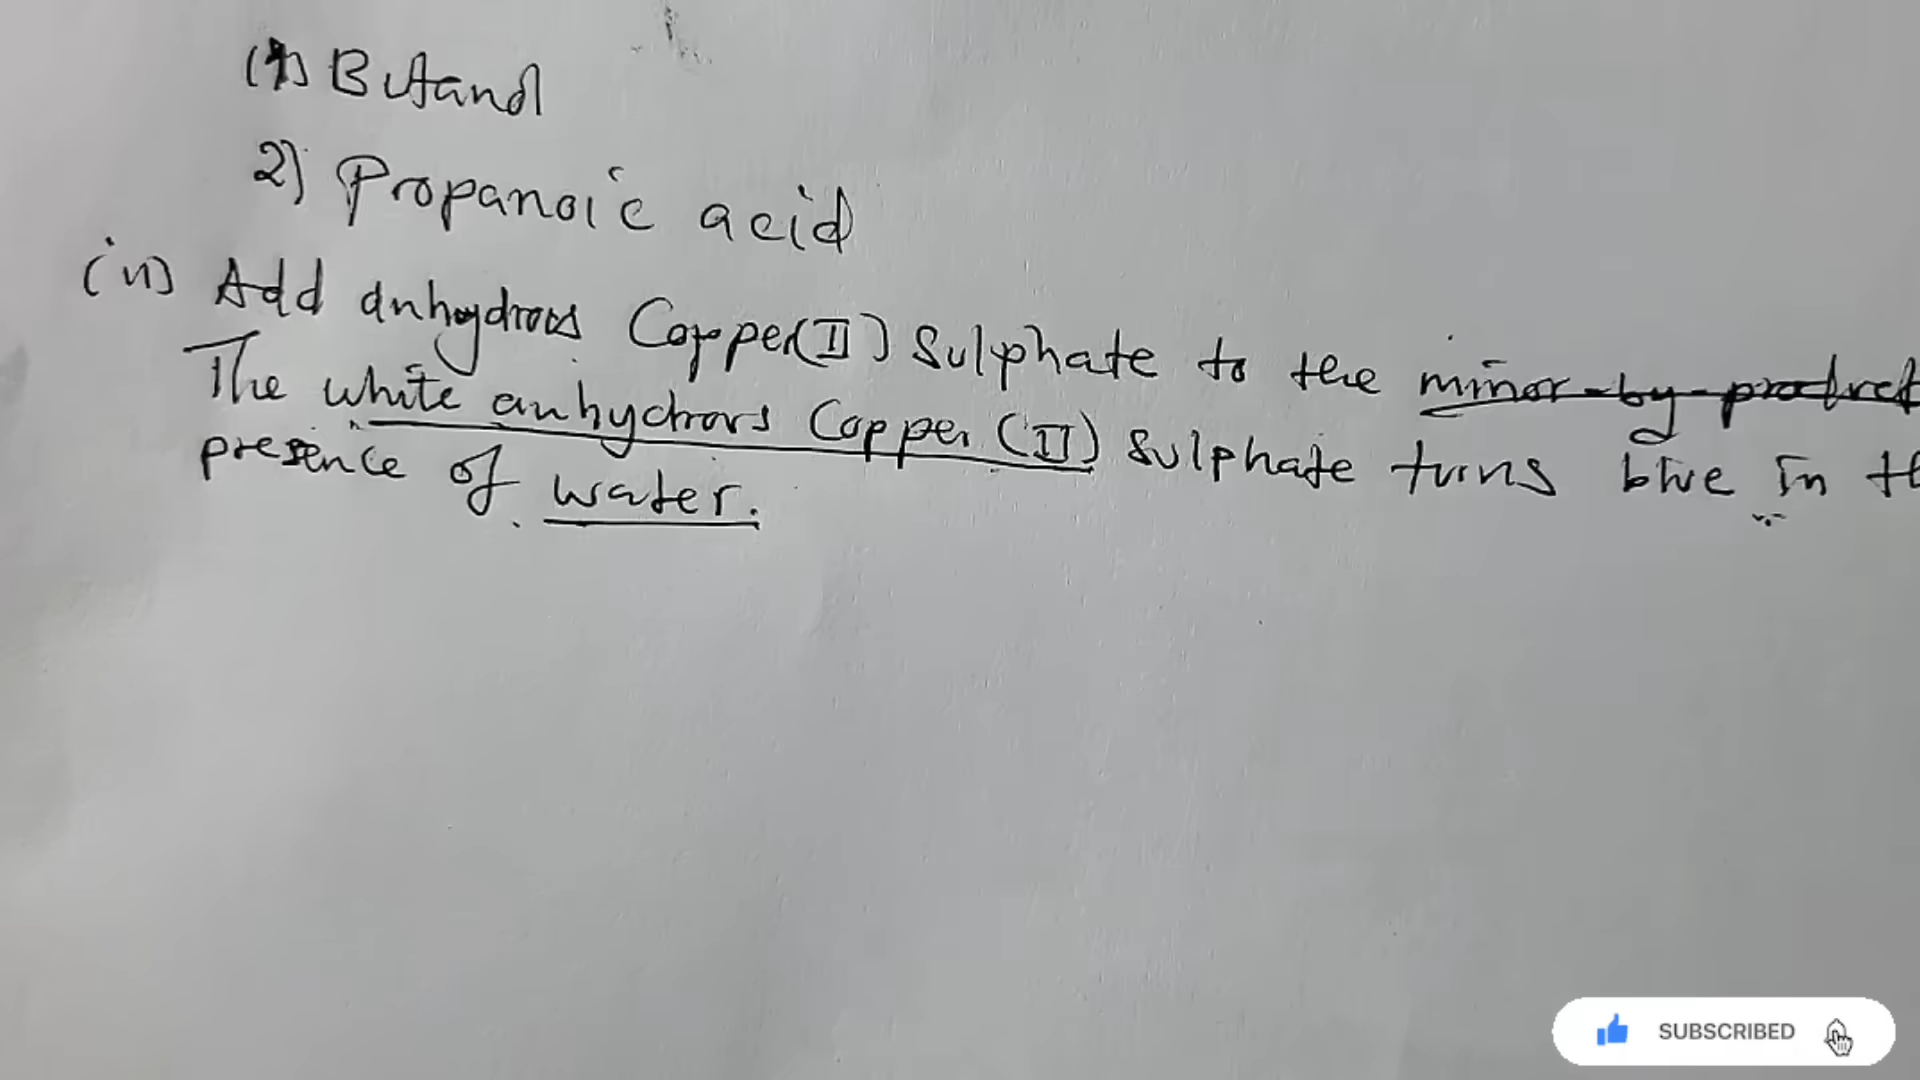 (1) Butanol
2) Propanoic acid
(ii) Add anhydrous Copper(II) Sulphate to the minor by product
The white anhydrous Copper (II) Sulphate turns blue in th
presence of water.
SUBSCRIBED